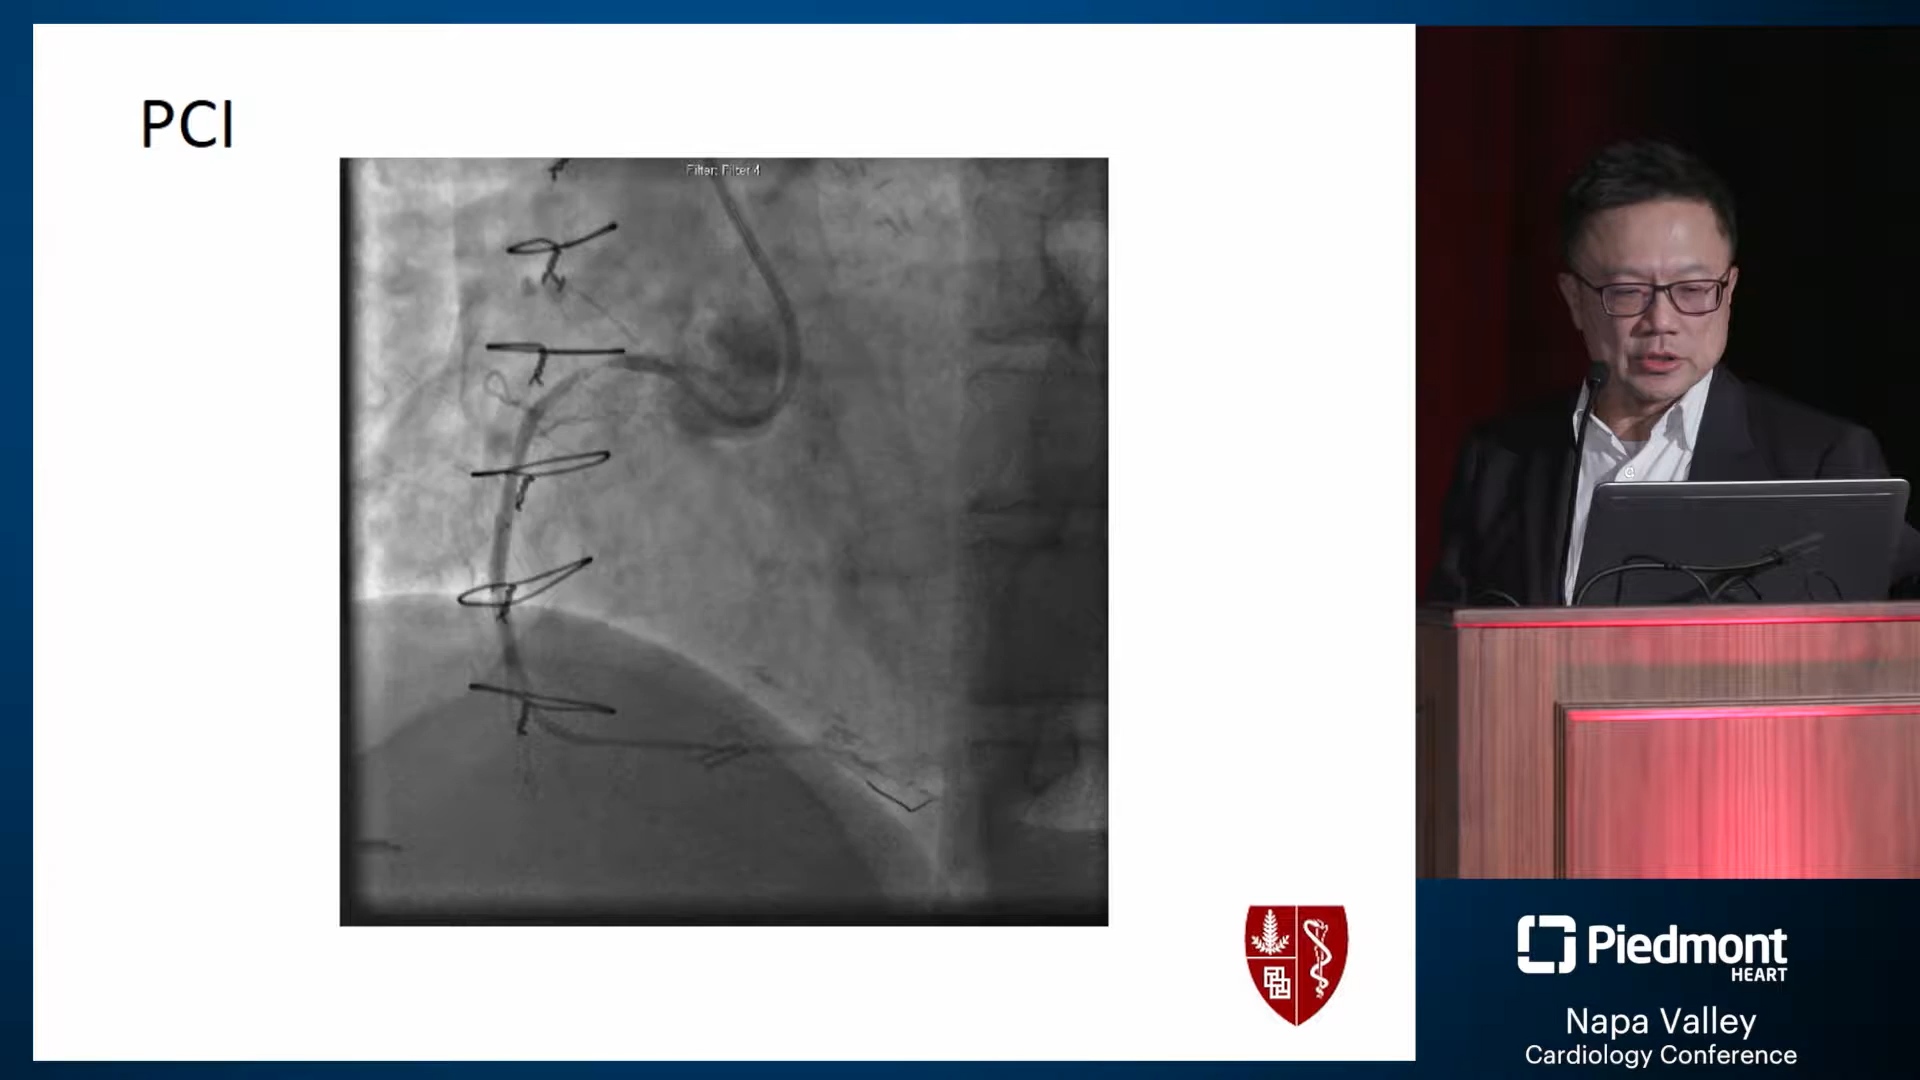 PCI
Filter: Filter 4
Piedmont
HEART
Napa Valley
Cardiology Conference